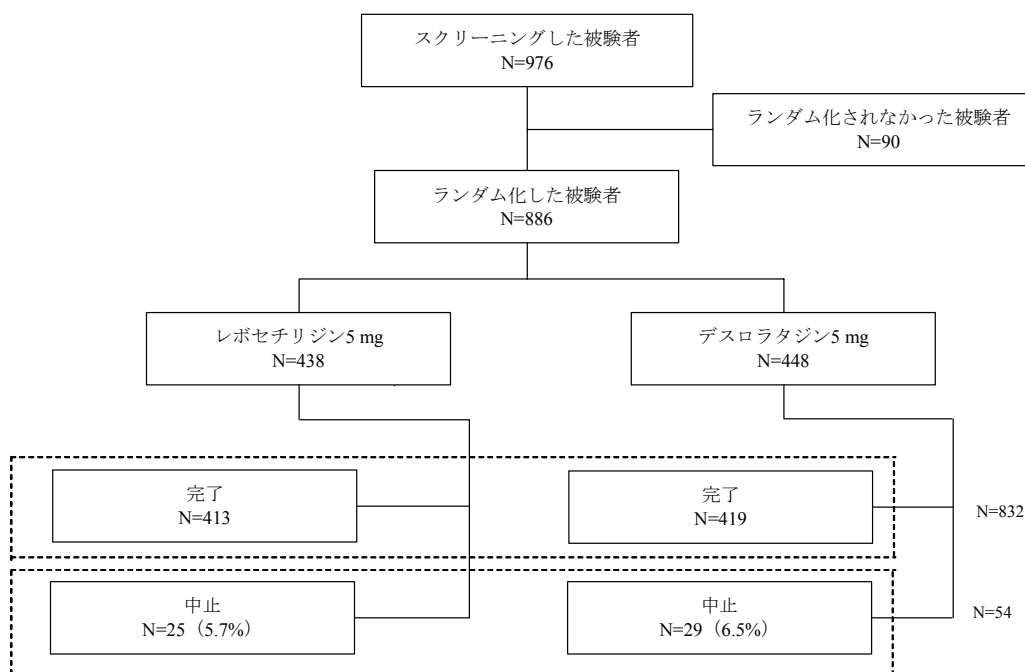 スクリーニングした被験者
N=976
ランダム化されなかった被験者
N=90
ランダム化した被験者
N=886
レボセチリジン5 mg
N=438
デスロラタジン5 mg
N=448
完了
N=413
完了
N=419
N=832
中止
N=25（5.7%）
中止
N=29（6.5%）
N=54